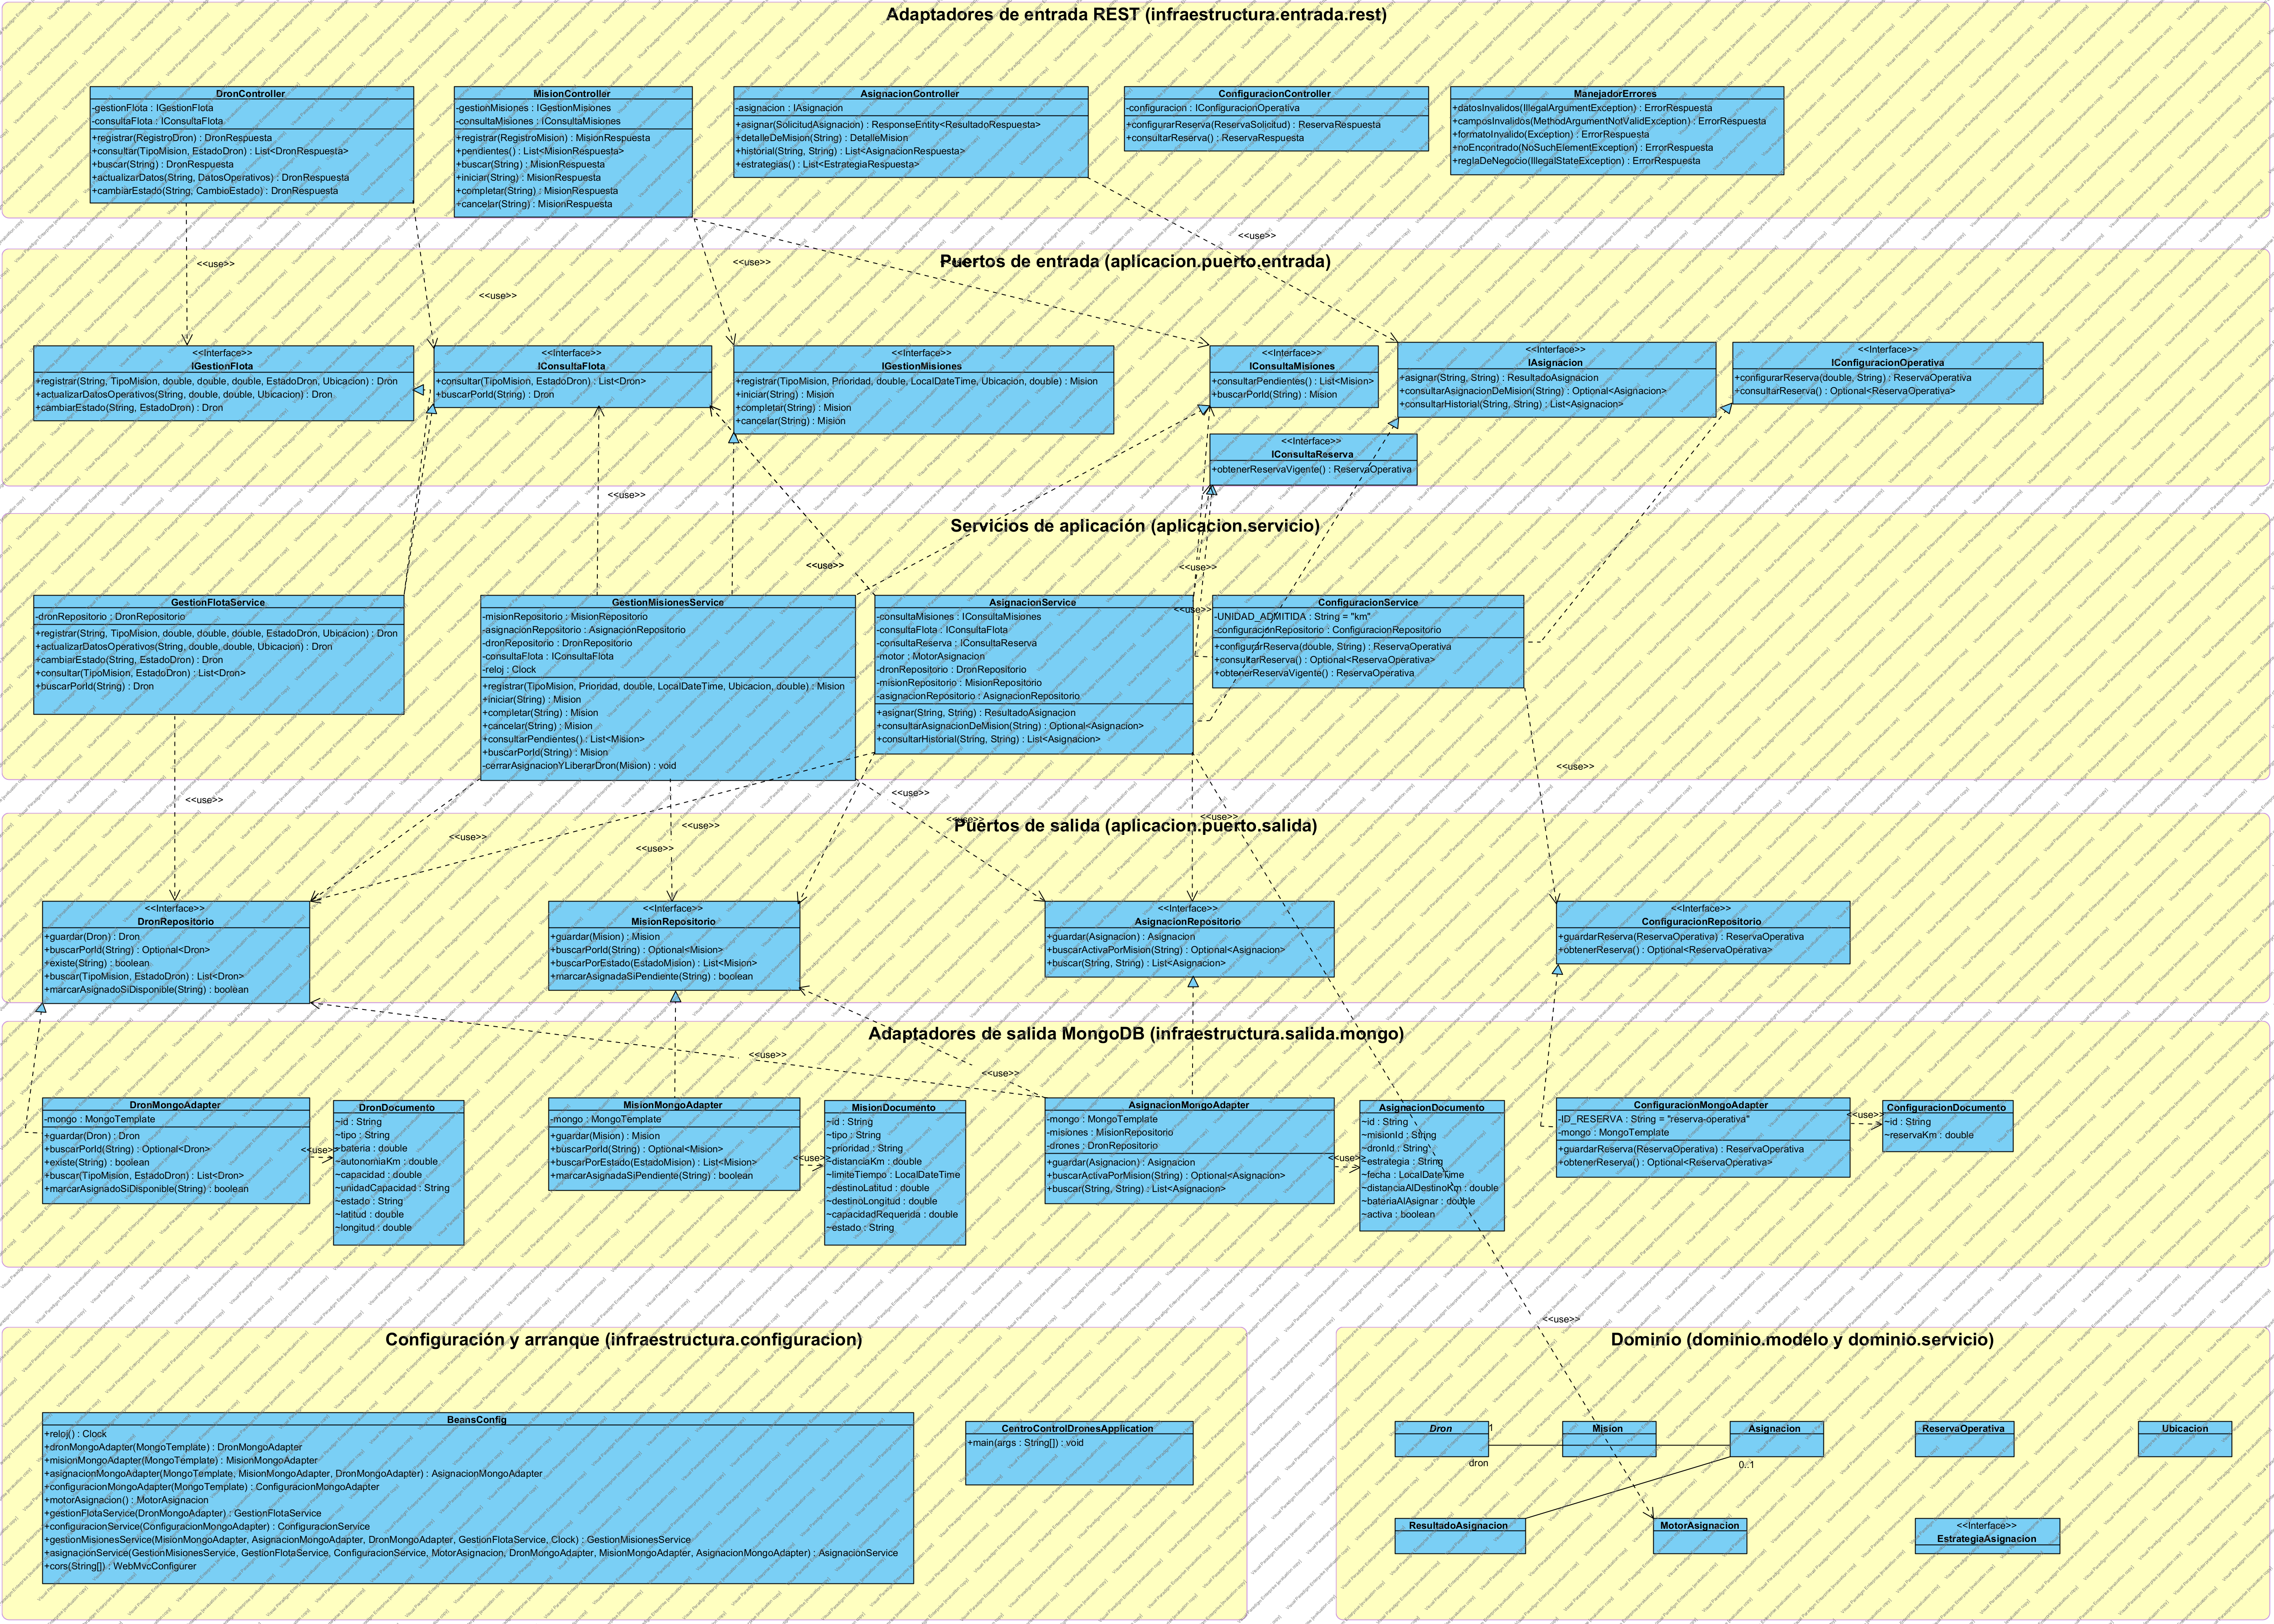 Adaptadores de entrada REST (infraestructura.entrada.rest)
DronController
-gestionFlota : IGestionFlota
-consultaFlota : IConsultaFlota
+registrar(RegistroDron) : DronRespuesta
+consultar(TipoMision, EstadoDron) : List<DronRespuesta>
+buscar(String) : DronRespuesta
+actualizarDatos(String, DatosOperativos) : DronRespuesta
+cambiarEstado(String, CambioEstado) : DronRespuesta
MisionController
-gestionMisiones : IGestionMisiones
-consultaMisiones : IConsultaMisiones
+registrar(RegistroMision) : MisionRespuesta
+pendientes() : List<MisionRespuesta>
+buscar(String) : MisionRespuesta
+iniciar(String) : MisionRespuesta
+completar(String) : MisionRespuesta
+cancelar(String) : MisionRespuesta
AsignacionController
-asignacion : IAsignacion
+asignar(SolicitudAsignacion) : ResponseEntity<ResultadoRespuesta>
+detalleDeMision(String) : DetalleMision
+historial(String, String) : List<AsignacionRespuesta>
+estrategias() : List<EstrategiaRespuesta>
ConfiguracionController
-configuracion : IConfiguracionOperativa
+configurarReserva(ReservaSolicitud) : ReservaRespuesta
+consultarReserva() : ReservaRespuesta
ManejadorErrores
+datosInvalidos(IllegalArgumentException) : ErrorRespuesta
+camposInvalidos(MethodArgumentNotValidException) : ErrorRespuesta
+formatoInvalido(Exception) : ErrorRespuesta
+noEncontrado(NoSuchElementException) : ErrorRespuesta
+reglaDeNegocio(IllegalStateException) : ErrorRespuesta
<<use>>
<<use>>
<<use>>
<<use>>
Puertos de entrada (aplicacion.puerto.entrada)
<<Interface>>
IGestionFlota
+registrar(String, TipoMision, double, double, double, EstadoDron, Ubicacion) : Dron
+actualizarDatosOperativos(String, double, double, Ubicacion) : Dron
+cambiarEstado(String, EstadoDron) : Dron
<<Interface>>
IConsultaFlota
+consultar(TipoMision, EstadoDron) : List<Dron>
+buscarPorId(String) : Dron
<<Interface>>
IGestionMisiones
+registrar(TipoMision, Prioridad, double, LocalDateTime, Ubicacion, double) : Mision
+iniciar(String) : Mision
+completar(String) : Mision
+cancelar(String) : Mision
<<Interface>>
IConsultaMisiones
+consultarPendientes() : List<Mision>
+buscarPorId(String) : Mision
<<Interface>>
IAsignacion
+asignar(String, String) : ResultadoAsignacion
+consultarAsignacionDeMision(String) : Optional<Asignacion>
+consultarHistorial(String, String) : List<Asignacion>
<<Interface>>
IConfiguracionOperativa
+configurarReserva(double, String) : ReservaOperativa
+consultarReserva() : Optional<ReservaOperativa>
<<Interface>>
IConsultaReserva
+obtenerReservaVigente() : ReservaOperativa
<<use>>
<<use>>
<<use>>
<<use>>
Servicios de aplicación (aplicacion.servicio)
GestionFlotaService
-dronRepositorio : DronRepositorio
+registrar(String, TipoMision, double, double, double, EstadoDron, Ubicacion) : Dron
+actualizarDatosOperativos(String, double, double, Ubicacion) : Dron
+cambiarEstado(String, EstadoDron) : Dron
+consultar(TipoMision, EstadoDron) : List<Dron>
+buscarPorId(String) : Dron
GestionMisionesService
-misionRepositorio : MisionRepositorio
-asignacionRepositorio : AsignacionRepositorio
-dronRepositorio : DronRepositorio
-consultaFlota : IConsultaFlota
-reloj : Clock
+registrar(TipoMision, Prioridad, double, LocalDateTime, Ubicacion, double) : Mision
+iniciar(String) : Mision
+completar(String) : Mision
+cancelar(String) : Mision
+consultarPendientes() : List<Mision>
+buscarPorId(String) : Mision
-cerrarAsignacionYLiberarDron(Mision) : void
AsignacionService
-consultaMisiones : IConsultaMisiones
-consultaFlota : IConsultaFlota
-consultaReserva : IConsultaReserva
-motor : MotorAsignacion
-dronRepositorio : DronRepositorio
-misionRepositorio : MisionRepositorio
-asignacionRepositorio : AsignacionRepositorio
+asignar(String, String) : ResultadoAsignacion
+consultarAsignacionDeMision(String) : Optional<Asignacion>
+consultarHistorial(String, String) : List<Asignacion>
ConfiguracionService
-UNIDAD_ADMITIDA : String = "km"
-configuracionRepositorio : ConfiguracionRepositorio
+configurarReserva(double, String) : ReservaOperativa
+consultarReserva() : Optional<ReservaOperativa>
+obtenerReservaVigente() : ReservaOperativa
<<use>>
<<use>>
<<use>>
<<use>>
<<use>>
<<use>>
<<use>>
Puertos de salida (aplicacion.puerto.salida)
<<Interface>>
DronRepositorio
+guardar(Dron) : Dron
+buscarPorId(String) : Optional<Dron>
+existe(String) : boolean
+buscar(TipoMision, EstadoDron) : List<Dron>
+marcarAsignadoSiDisponible(String) : boolean
<<Interface>>
MisionRepositorio
+guardar(Mision) : Mision
+buscarPorId(String) : Optional<Mision>
+buscarPorEstado(EstadoMision) : List<Mision>
+marcarAsignadaSiPendiente(String) : boolean
<<Interface>>
AsignacionRepositorio
+guardar(Asignacion) : Asignacion
+buscarActivaPorMision(String) : Optional<Asignacion>
+buscar(String, String) : List<Asignacion>
<<Interface>>
ConfiguracionRepositorio
+guardarReserva(ReservaOperativa) : ReservaOperativa
+obtenerReserva() : Optional<ReservaOperativa>
Adaptadores de salida MongoDB (infraestructura.salida.mongo)
<<use>>
<<use>>
DronMongoAdapter
-mongo : MongoTemplate
+guardar(Dron) : Dron
+buscarPorId(String) : Optional<Dron>
+existe(String) : boolean
+buscar(TipoMision, EstadoDron) : List<Dron>
+marcarAsignadoSiDisponible(String) : boolean
<<use>>
DronDocumento
~id : String
~tipo : String
~bateria : double
~autonomiaKm : double
~capacidad : double
~unidadCapacidad : String
~estado : String
~latitud : double
~longitud : double
MisionMongoAdapter
-mongo : MongoTemplate
+guardar(Mision) : Mision
+buscarPorId(String) : Optional<Mision>
+buscarPorEstado(EstadoMision) : List<Mision>
+marcarAsignadaSiPendiente(String) : boolean
<<use>>
MisionDocumento
~id : String
~tipo : String
~prioridad : String
~distanciaKm : double
~limiteTiempo : LocalDateTime
~destinoLatitud : double
~destinoLongitud : double
~capacidadRequerida : double
~estado : String
AsignacionMongoAdapter
-mongo : MongoTemplate
-misiones : MisionRepositorio
-drones : DronRepositorio
+guardar(Asignacion) : Asignacion
+buscarActivaPorMision(String) : Optional<Asignacion>
+buscar(String, String) : List<Asignacion>
<<use>>
AsignacionDocumento
~id : String
~misionId : String
~dronId : String
~estrategia : String
~fecha : LocalDateTime
~distanciaAlDestinoKm : double
~bateriaAlAsignar : double
~activa : boolean
ConfiguracionMongoAdapter
-ID_RESERVA : String = "reserva-operativa"
-mongo : MongoTemplate
+guardarReserva(ReservaOperativa) : ReservaOperativa
+obtenerReserva() : Optional<ReservaOperativa>
<<use>>
ConfiguracionDocumento
~id : String
~reservaKm : double
<<use>>
Configuración y arranque (infraestructura.configuracion)
BeansConfig
+reloj() : Clock
+dronMongoAdapter(MongoTemplate) : DronMongoAdapter
+misionMongoAdapter(MongoTemplate) : MisionMongoAdapter
+asignacionMongoAdapter(MongoTemplate, MisionMongoAdapter, DronMongoAdapter) : AsignacionMongoAdapter
+configuracionMongoAdapter(MongoTemplate) : ConfiguracionMongoAdapter
+motorAsignacion() : MotorAsignacion
+gestionFlotaService(DronMongoAdapter) : GestionFlotaService
+configuracionService(ConfiguracionMongoAdapter) : ConfiguracionService
+gestionMisionesService(MisionMongoAdapter, AsignacionMongoAdapter, DronMongoAdapter, GestionFlotaService, Clock) : GestionMisionesService
+asignacionService(GestionMisionesService, GestionFlotaService, ConfiguracionService, MotorAsignacion, DronMongoAdapter, MisionMongoAdapter, AsignacionMongoAdapter) : AsignacionService
+cors(String[]) : WebMvcConfigurer
CentroControlDronesApplication
+main(args : String[]) : void
Dominio (dominio.modelo y dominio.servicio)
Dron
1
dron
Mision
Asignacion
0..1
ReservaOperativa
Ubicacion
ResultadoAsignacion
MotorAsignacion
<<Interface>>
EstrategiaAsignacion